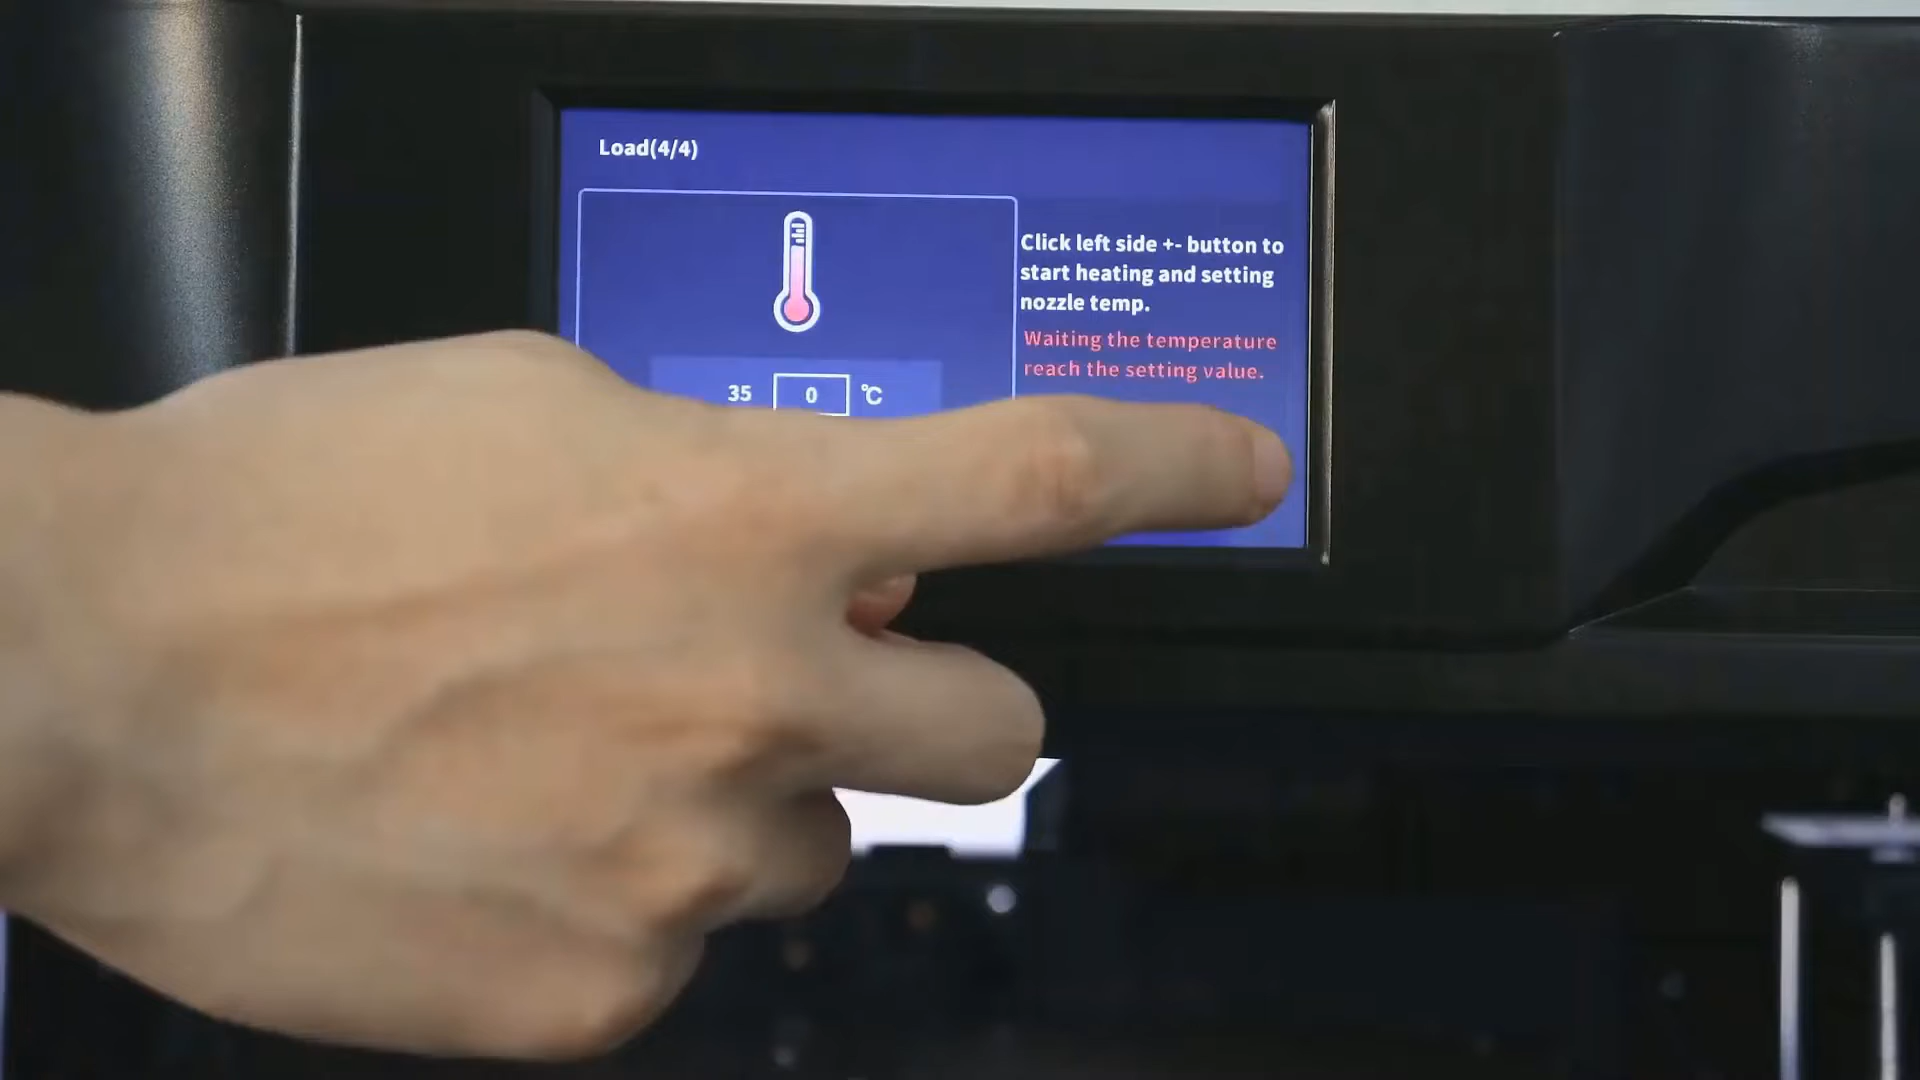 Load(4/4)
Click left side +- button to
start heating and setting
nozzle temp.
Waiting the temperature
reach the setting value.
35 0 ℃